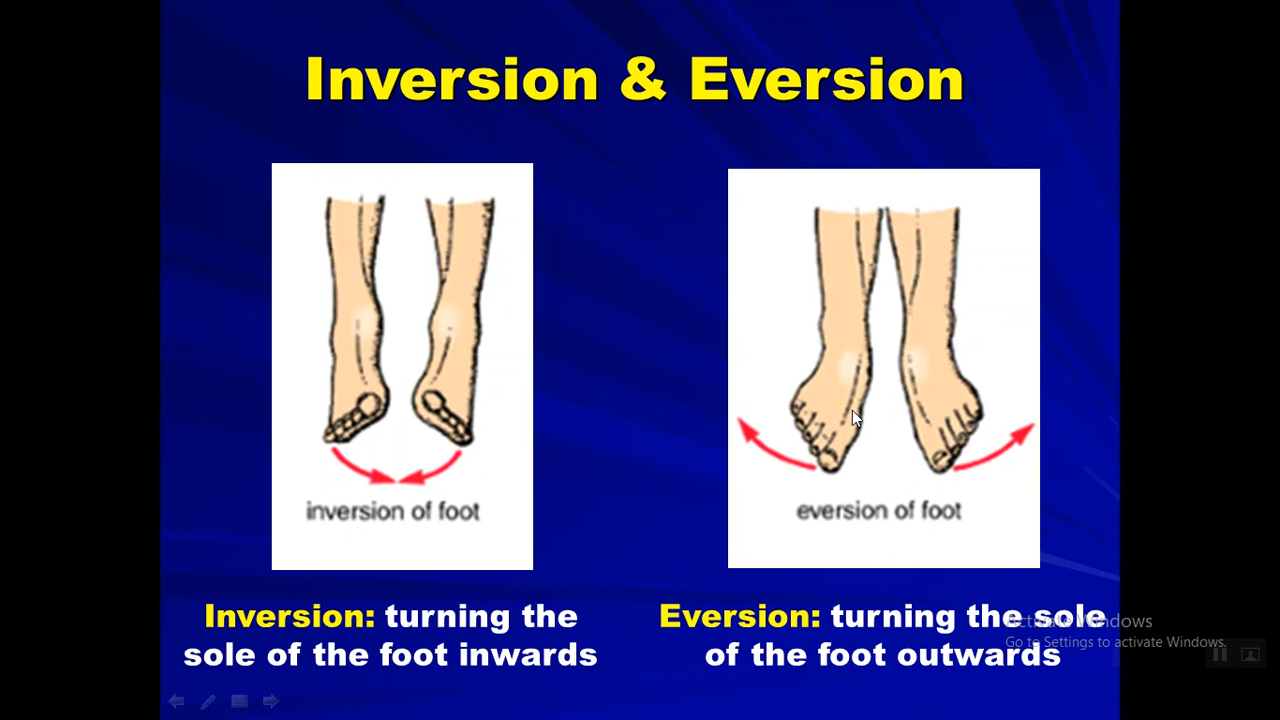 Inversion & Eversion
inversion of foot
eversion of foot
Inversion: turning the
sole of the foot inwards
Eversion: turning the sole
of the foot outwards
Activate Windows
Go to Settings to activate Windows.